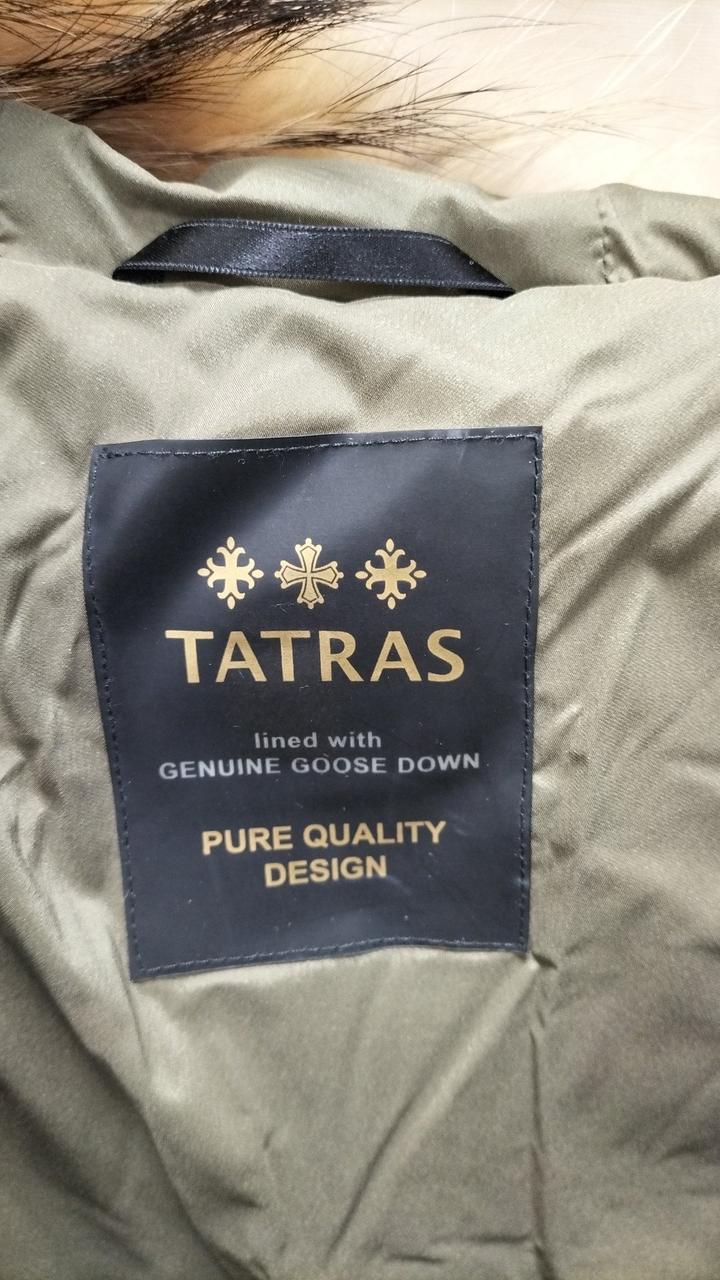 TATRAS
lined with
GENUINE GOOSE DOWN
PURE QUALITY
DESIGN